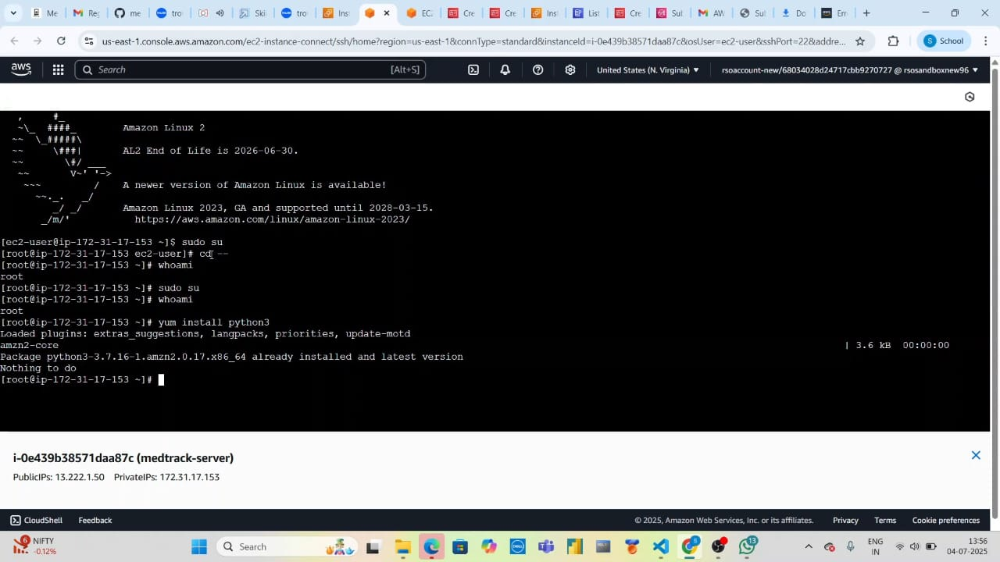 Me
Re
me
tro
Ski
tro
Ins
EC
Cre
Cre
Ins
List
Cre
Sul
AW
Sul
Do
Err
us-east-1.console.aws.amazon.com/ec2-instance-connect/ssh/home?region=us-east-1&connType=standard&instanceId=i-0e439b38571daa87c&osUser=ec2-user&sshPort=22&addre...
S School
aws
Search [Alt+S]
United States (N. Virginia)
rsoaccount-new/68034028d24717cbb9270727 @ rsosandboxnew96
, #_
~\_ ####_ Amazon Linux 2
~~ \_#####\
~~ \###| AL2 End of Life is 2026-06-30.
~~ \#/ ___
~~ V~' '->
~~~ / A newer version of Amazon Linux is available!
~~._. _/
_/ _/ Amazon Linux 2023, GA and supported until 2028-03-15.
_/m/' https://aws.amazon.com/linux/amazon-linux-2023/
[ec2-user@ip-172-31-17-153 ~]$ sudo su
[root@ip-172-31-17-153 ec2-user]# cd --
[root@ip-172-31-17-153 ~]# whoami
root
[root@ip-172-31-17-153 ~]# sudo su
[root@ip-172-31-17-153 ~]# whoami
root
[root@ip-172-31-17-153 ~]# yum install python3
Loaded plugins: extras_suggestions, langpacks, priorities, update-motd
amzn2-core | 3.6 kB 00:00:00
Package python3-3.7.16-1.amzn2.0.17.x86_64 already installed and latest version
Nothing to do
[root@ip-172-31-17-153 ~]#
i-0e439b38571daa87c (medtrack-server)
PublicIPs: 13.222.1.50 PrivateIPs: 172.31.17.153
CloudShell Feedback
© 2025, Amazon Web Services, Inc. or its affiliates. Privacy Terms Cookie preferences
6 NIFTY
-0.12%
Search
DELL
5
13
ENG
IN
13:56
04-07-2025